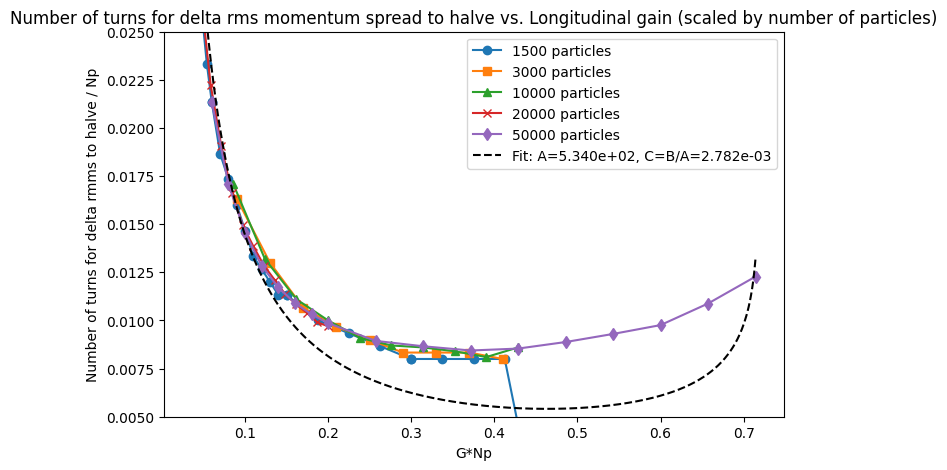 Number of turns for delta rms momentum spread to halve vs. Longitudinal gain (scaled by number of particles)
Number of turns for delta rmms to halve / Np
0.0250
0.0225
0.0200
0.0175
0.0150
0.0125
0.0100
0.0075
0.0050
1500 particles
3000 particles
10000 particles
20000 particles
50000 particles
Fit: A=5.340e+02, C=B/A=2.782e-03
0.1
0.2
0.3
0.4
0.5
0.6
0.7
G*Np